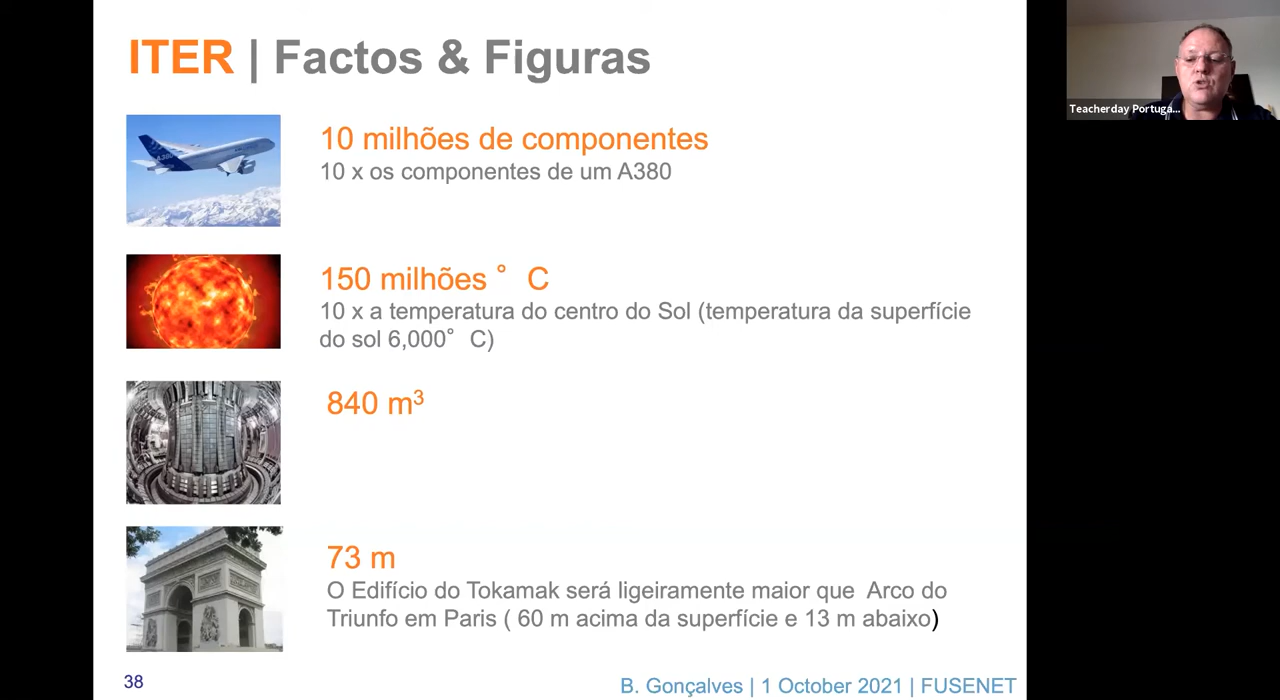 ITER | Factos & Figuras
10 milhões de componentes
10 x os componentes de um A380
150 milhões ° C
10 x a temperatura do centro do Sol (temperatura da superfície
do sol 6,000° C)
840 m³
73 m
O Edifício do Tokamak será ligeiramente maior que Arco do
Triunfo em Paris ( 60 m acima da superfície e 13 m abaixo)
38
B. Gonçalves | 1 October 2021 | FUSENET
Teacherday Portuga...
A380